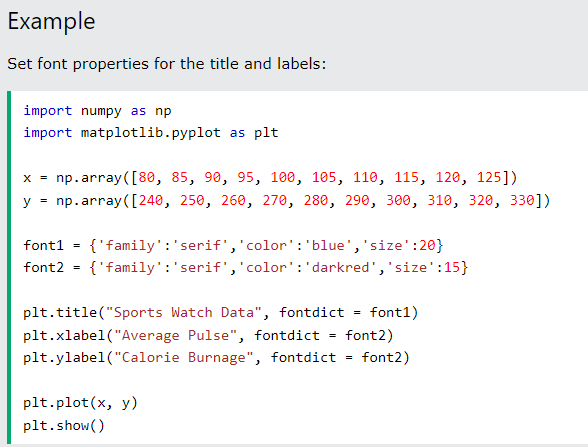 Example
Set font properties for the title and labels:
import numpy as np
import matplotlib.pyplot as plt
x = np.array([80, 85, 90, 95, 100, 105, 110, 115, 120, 125])
y = np.array([240, 250, 260, 270, 280, 290, 300, 310, 320, 330])
font1 = {'family':'serif','color':'blue','size':20}
font2 = {'family':'serif','color':'darkred','size':15}
plt.title("Sports Watch Data", fontdict = font1)
plt.xlabel("Average Pulse", fontdict = font2)
plt.ylabel("Calorie Burnage", fontdict = font2)
plt.plot(x, y)
plt.show()